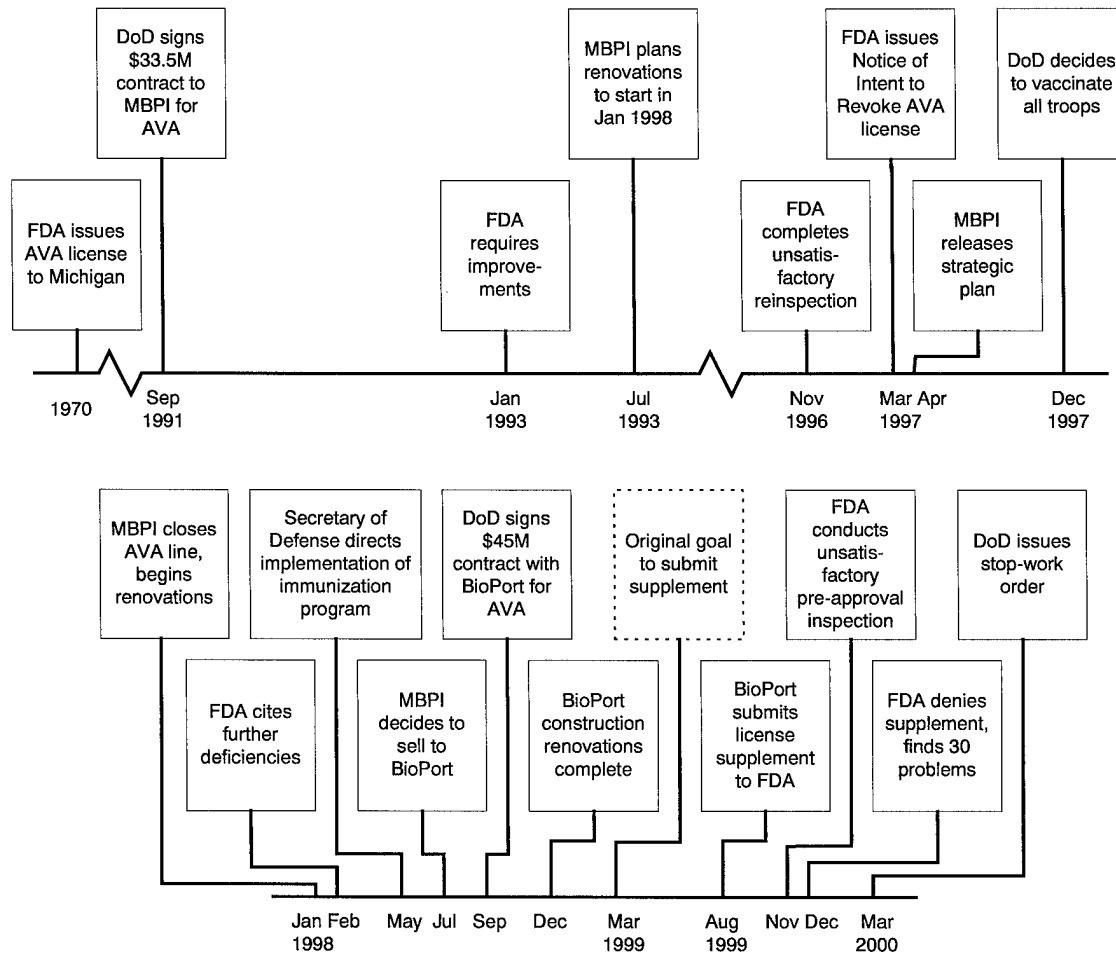 DoD signs
$33.5M
contract to
MBPI for
AVA
MBPI plans
renovations
to start in
Jan 1998
FDA issues
Notice of
Intent to
Revoke AVA
license
DoD decides
to vaccinate
all troops
FDA issues
AVA license
to Michigan
FDA
requires
improve-
ments
FDA
completes
unsatis-
factory
reinspection
MBPI
releases
strategic
plan
1970
Sep
1991
Jan
1993
Jul
1993
Nov
1996
Mar Apr
1997
Dec
1997
MBPI closes
AVA line,
begins
renovations
Secretary of
Defense directs
implementation of
immunization
program
DoD signs
$45M
contract with
BioPort for
AVA
Original goal
to submit
supplement
FDA
conducts
unsatis-
factory
pre-approval
inspection
DoD issues
stop-work
order
FDA cites
further
deficiencies
MBPI
decides to
sell to
BioPort
BioPort
construction
renovations
complete
BioPort
submits
license
supplement
to FDA
FDA denies
supplement,
finds 30
problems
Jan Feb
1998
May
Jul
Sep
Dec
Mar
1999
Aug
1999
Nov Dec
Mar
2000